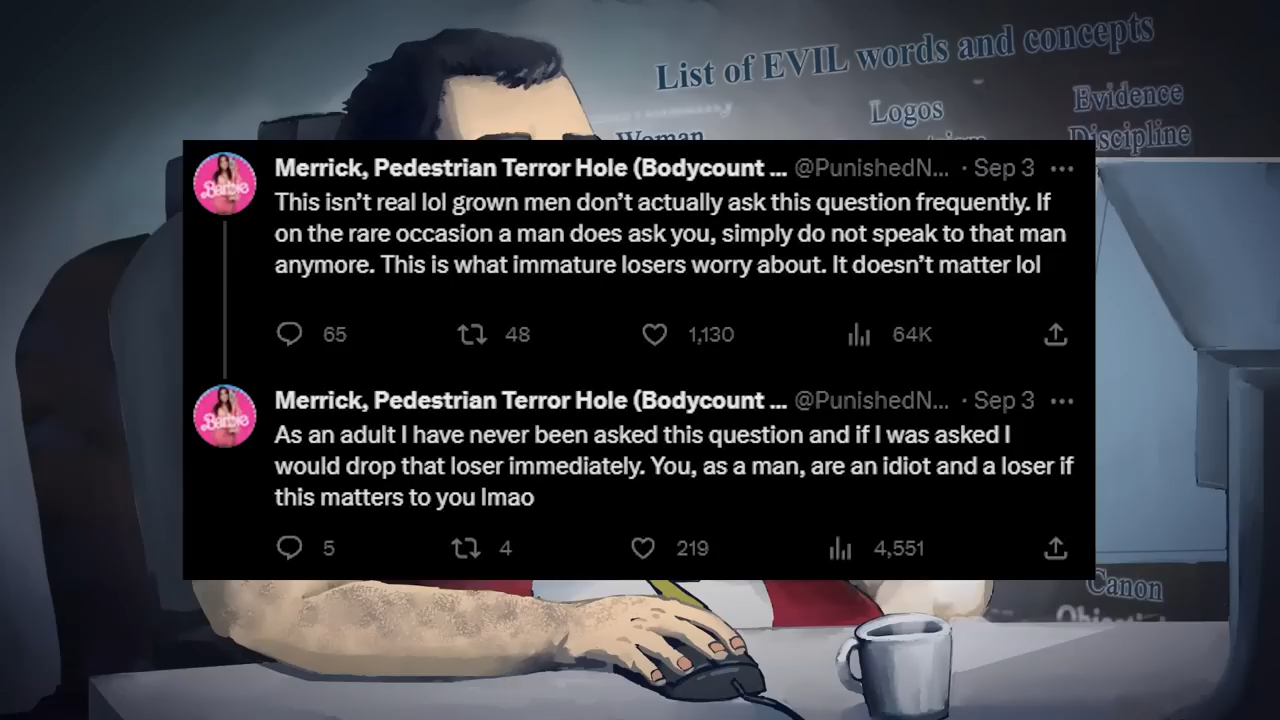 List of EVIL words and concepts
Evidence
Logos
Woman
Discipline
Merrick, Pedestrian Terror Hole (Bodycount ... @PunishedN... · Sep 3 ...
Barbie
This isn't real lol grown men don't actually ask this question frequently. If
on the rare occasion a man does ask you, simply do not speak to that man
anymore. This is what immature losers worry about. It doesn't matter lol
65 48 1,130 64K
Merrick, Pedestrian Terror Hole (Bodycount ... @PunishedN... · Sep 3 ...
Barbie
As an adult I have never been asked this question and if I was asked I
would drop that loser immediately. You, as a man, are an idiot and a loser if
this matters to you lmao
5 4 219 4,551
Canon